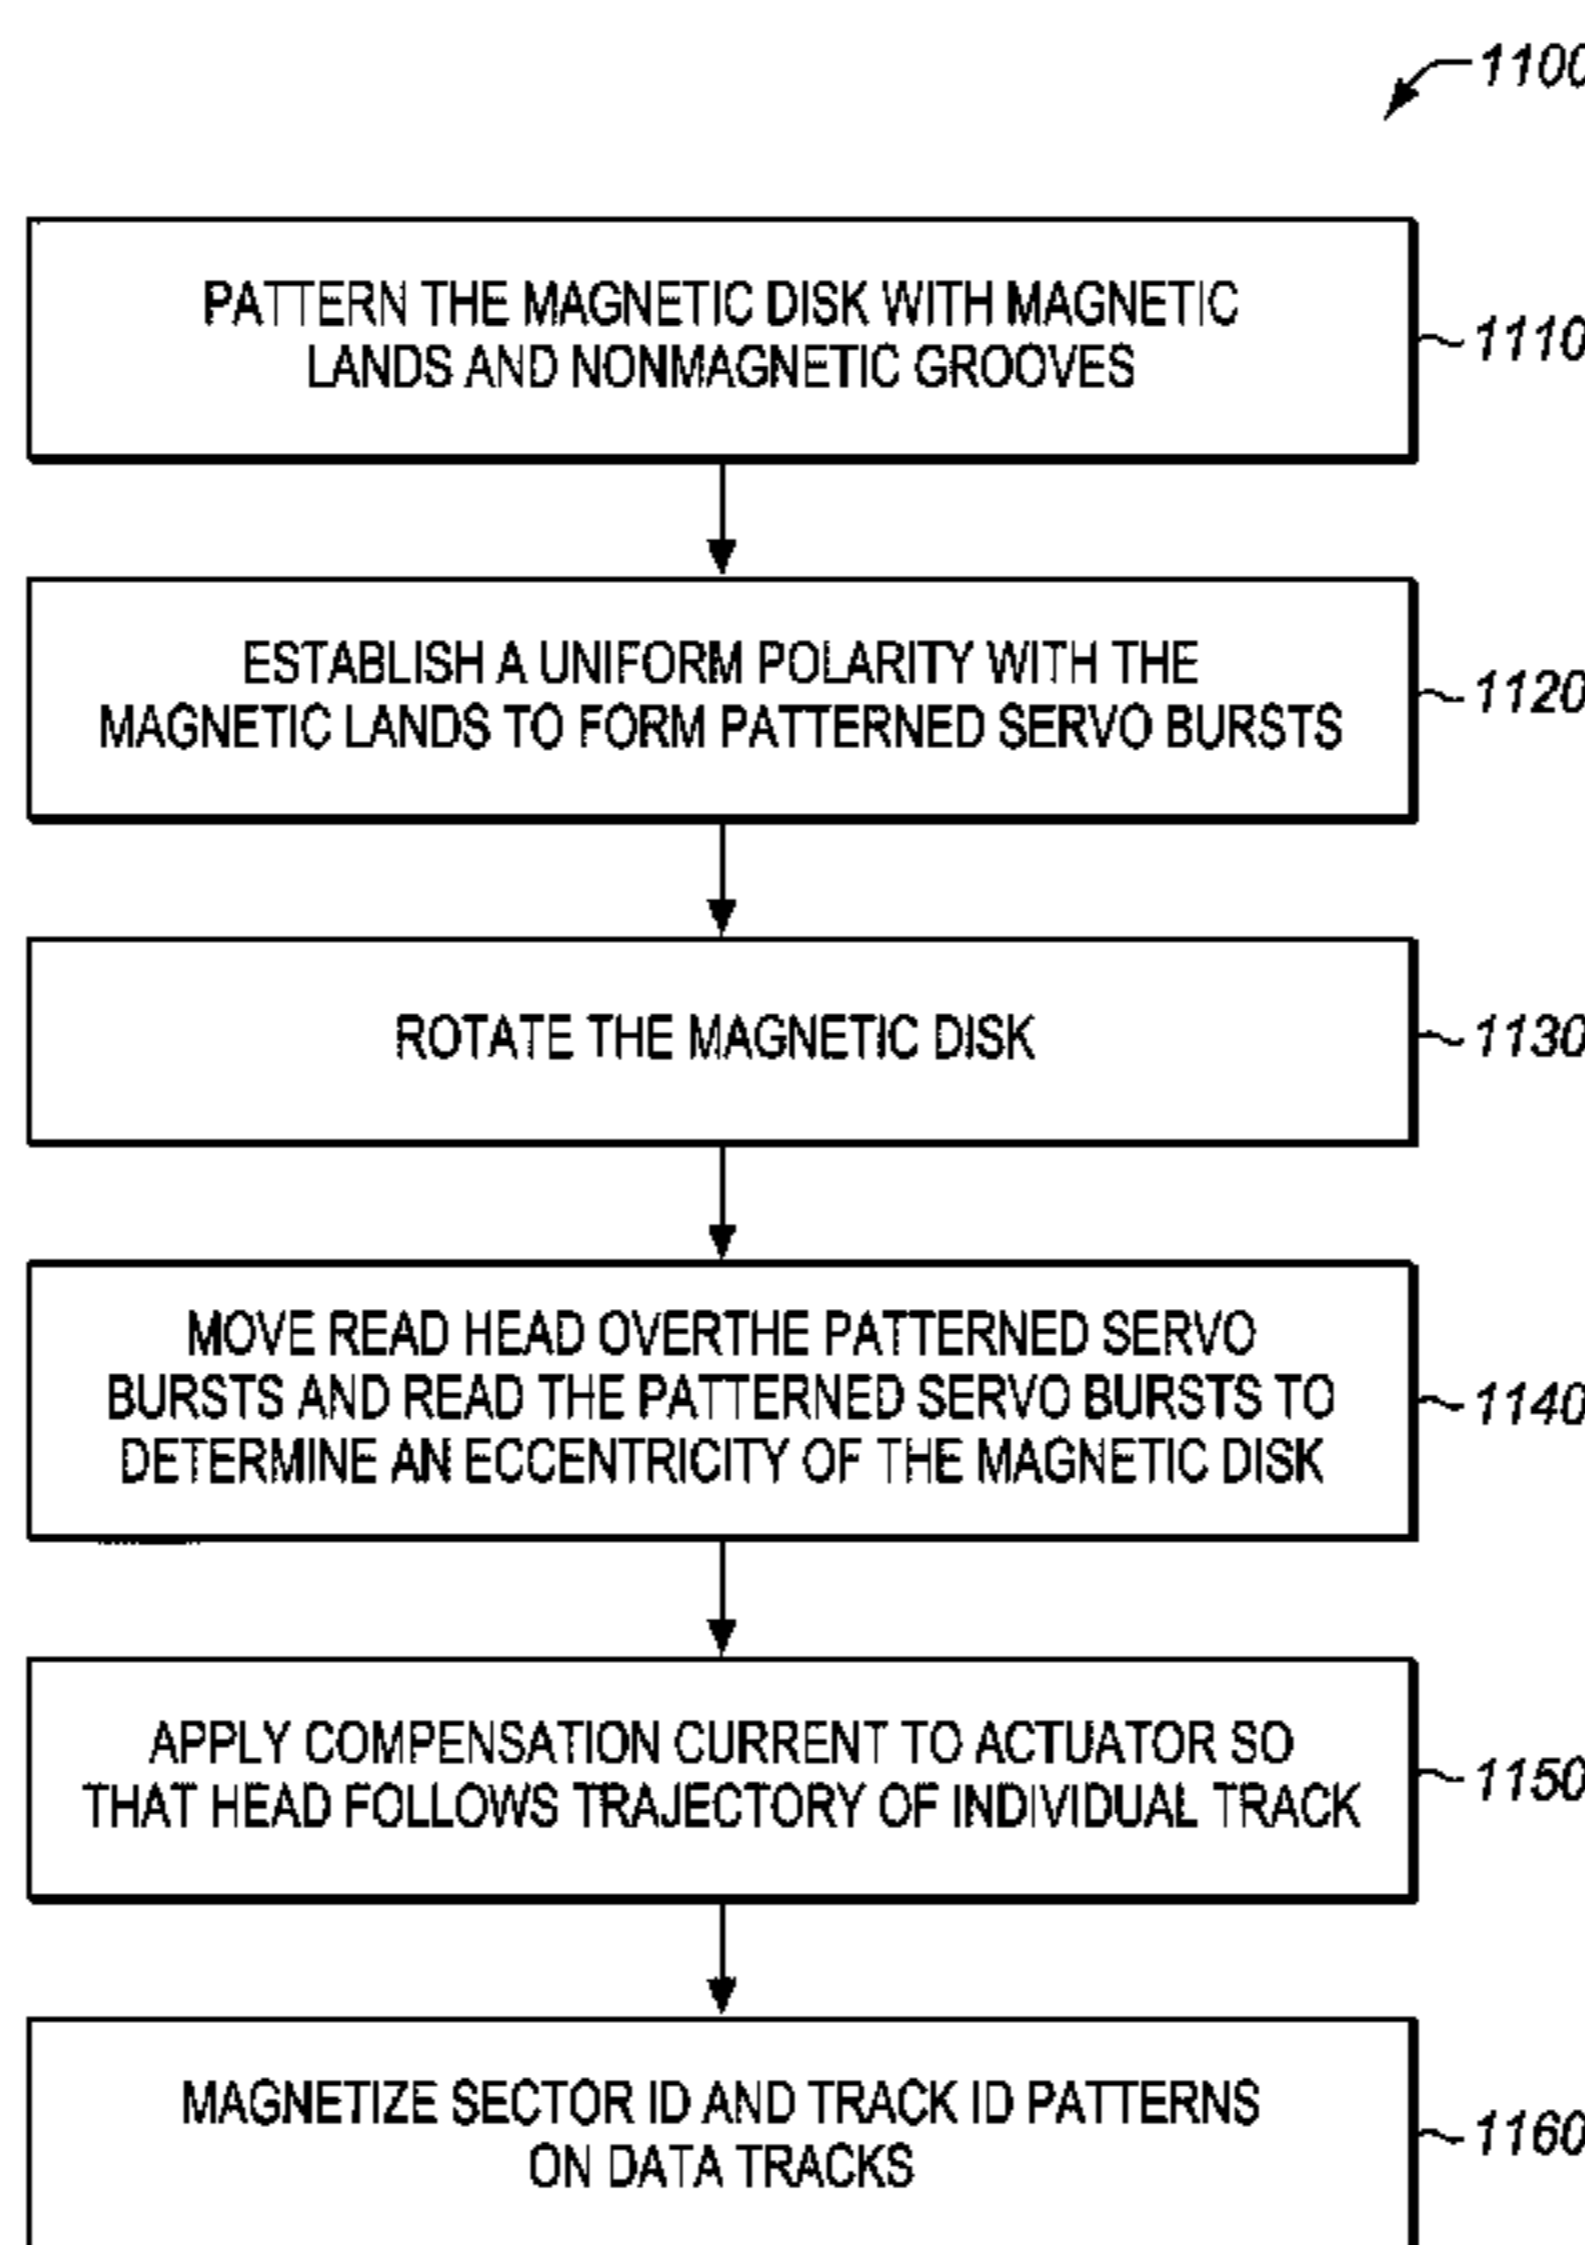 1100
PATTERN THE MAGNETIC DISK WITH MAGNETIC
LANDS AND NONMAGNETIC GROOVES
1110
ESTABLISH A UNIFORM POLARITY WITH THE
MAGNETIC LANDS TO FORM PATTERNED SERVO BURSTS
1120
ROTATE THE MAGNETIC DISK
1130
MOVE READ HEAD OVERTHE PATTERNED SERVO
BURSTS AND READ THE PATTERNED SERVO BURSTS TO
DETERMINE AN ECCENTRICITY OF THE MAGNETIC DISK
1140
APPLY COMPENSATION CURRENT TO ACTUATOR SO
THAT HEAD FOLLOWS TRAJECTORY OF INDIVIDUAL TRACK
1150
MAGNETIZE SECTOR ID AND TRACK ID PATTERNS
ON DATA TRACKS
1160